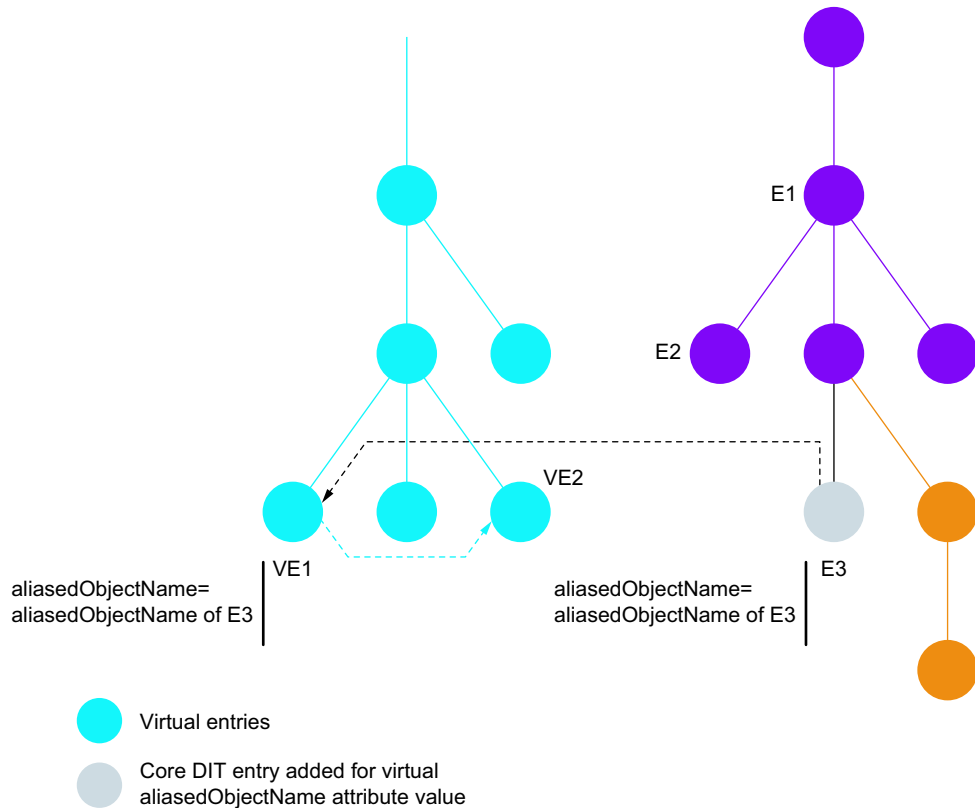 E1
E2
VE2
VE1
aliasedObjectName=
aliasedObjectName of E3
E3
aliasedObjectName=
aliasedObjectName of E3
Virtual entries
Core DIT entry added for virtual
aliasedObjectName attribute value